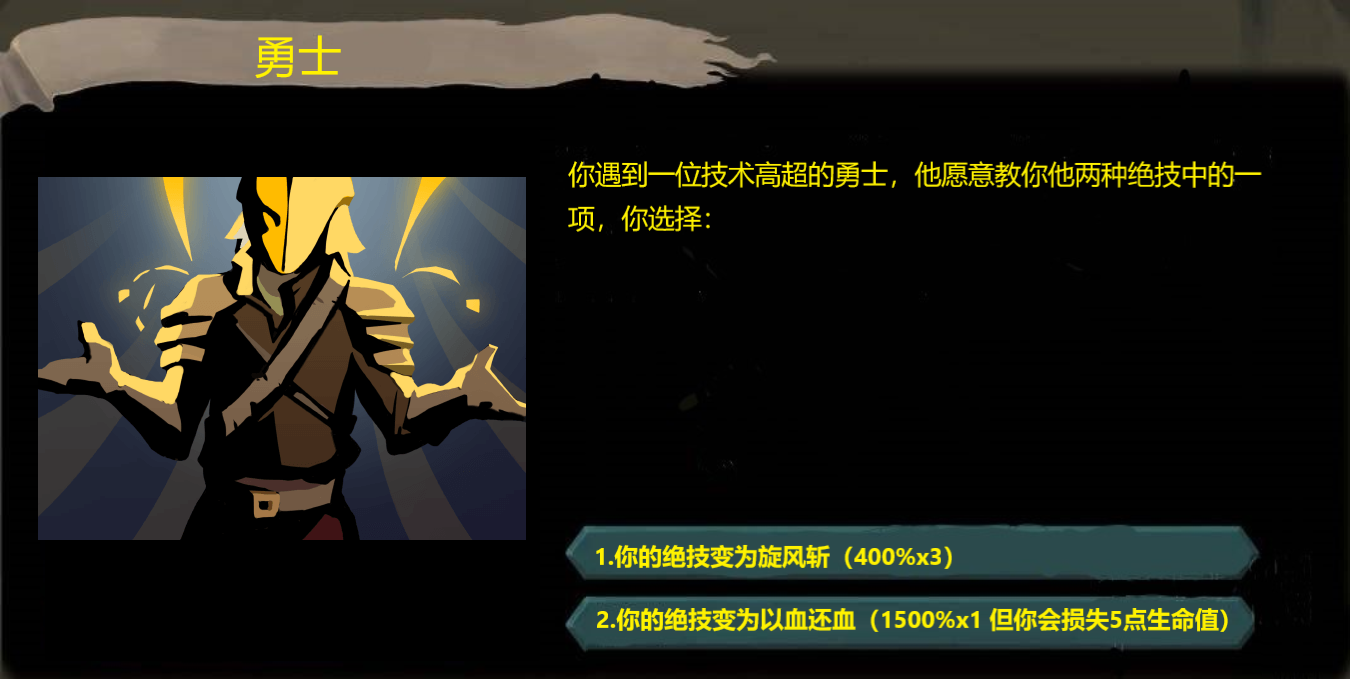 勇士
你遇到一位技术高超的勇士，他愿意教你他两种绝技中的一
项，你选择：
1.你的绝技变为旋风斩（400%x3）
2.你的绝技变为以血还血（1500%x1 但你会损失5点生命值）